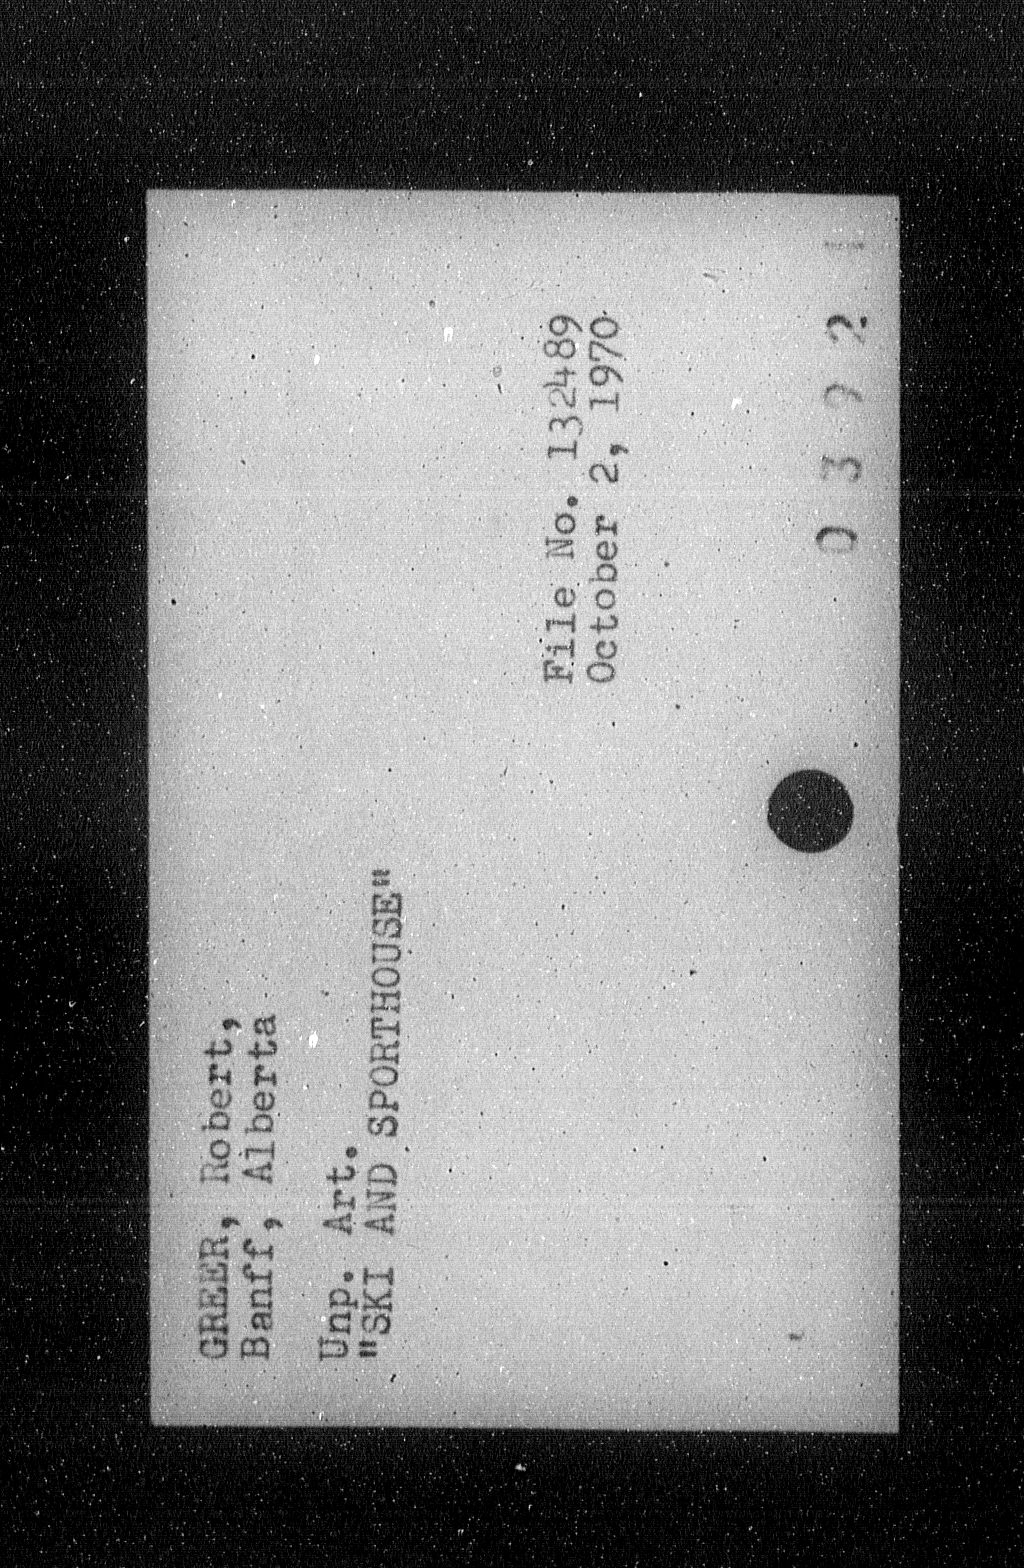 GREER, Robert,
Banff, Alberta
Unp. Art.
"SKI AND SPORTHOUSE"
File No. 132489
October 2, 1970